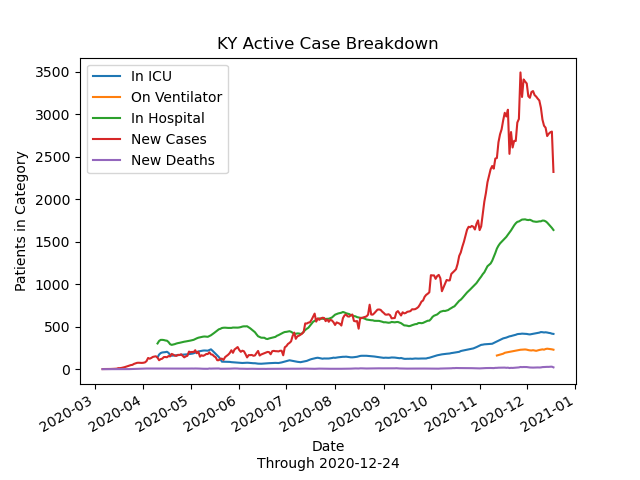 KY Active Case Breakdown
In ICU
On Ventilator
In Hospital
New Cases
New Deaths
Patients in Category
3500
3000
2500
2000
1500
1000
500
0
2020-03
2020-04
2020-05
2020-06
2020-07
2020-08
2020-09
2020-10
2020-11
2020-12
2021-01
Date
Through 2020-12-24